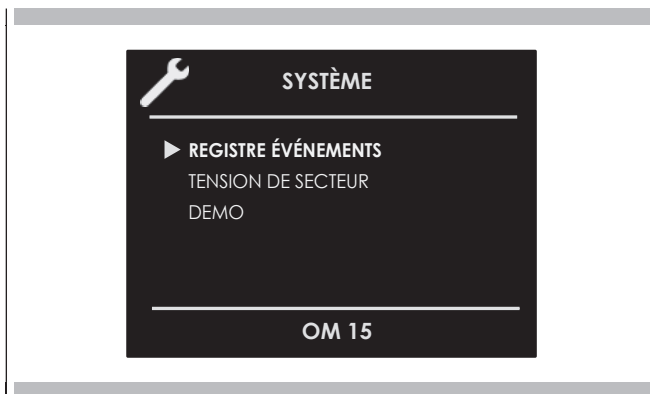 SYSTÈME
REGISTRE ÉVÉNEMENTS
TENSION DE SECTEUR
DEMO
OM 15